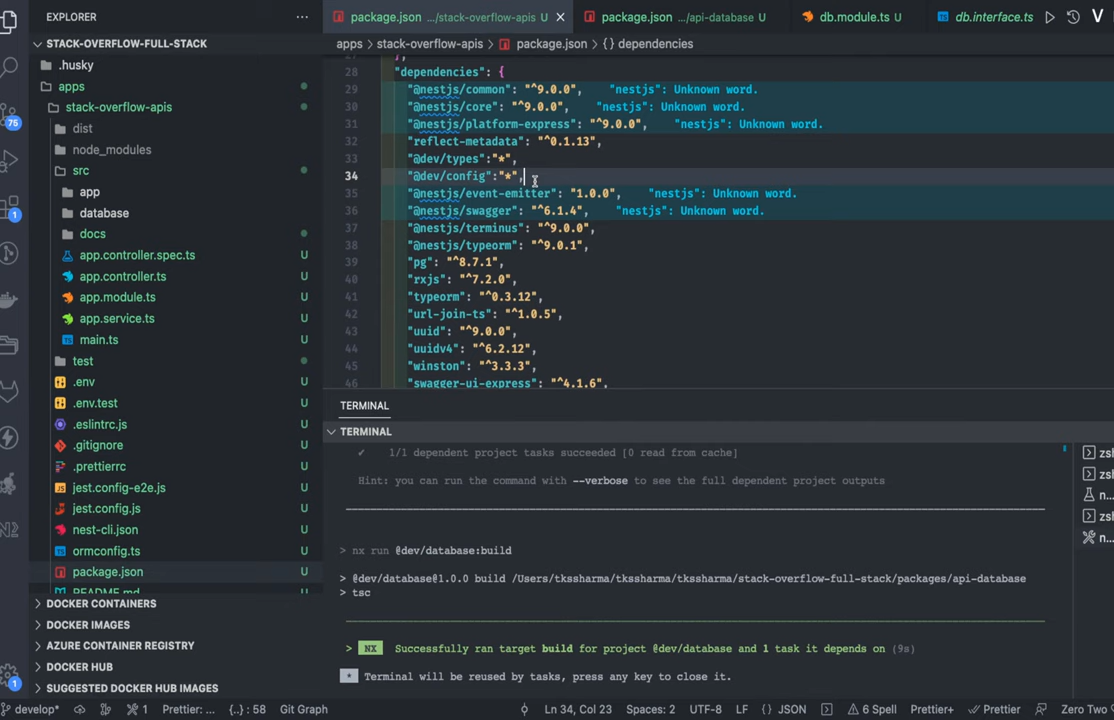 EXPLORER
STACK-OVERFLOW-FULL-STACK
.husky
apps
stack-overflow-apis
dist
node_modules
src
app
database
docs
app.controller.spec.ts U
app.controller.ts U
app.module.ts U
app.service.ts U
main.ts U
test
.env U
.env.test U
.eslintrc.js U
.gitignore U
.prettierrc U
jest.config-e2e.js U
jest.config.js U
nest-cli.json U
ormconfig.ts U
package.json U
README.md
DOCKER CONTAINERS
DOCKER IMAGES
AZURE CONTAINER REGISTRY
DOCKER HUB
SUGGESTED DOCKER HUB IMAGES
75
1
N2
1
package.json .../stack-overflow-apis U
package.json .../api-database U
db.module.ts U
db.interface.ts
apps > stack-overflow-apis > package.json > {} dependencies
},
28 "dependencies": {
29 "@nestjs/common": "^9.0.0", "nestjs": Unknown word.
30 "@nestjs/core": "^9.0.0", "nestjs": Unknown word.
31 "@nestjs/platform-express": "^9.0.0", "nestjs": Unknown word.
32 "reflect-metadata": "^0.1.13",
33 "@dev/types":"*",
34 "@dev/config":"*",
35 "@nestjs/event-emitter": "1.0.0", "nestjs": Unknown word.
36 "@nestjs/swagger": "^6.1.4", "nestjs": Unknown word.
37 "@nestjs/terminus": "^9.0.0",
38 "@nestjs/typeorm": "^9.0.1",
39 "pg": "^8.7.1",
40 "rxjs": "^7.2.0",
41 "typeorm": "^0.3.12",
42 "url-join-ts": "^1.0.5",
43 "uuid": "^9.0.0",
44 "uuidv4": "^6.2.12",
45 "winston": "^3.3.3",
46 "swagger-ui-express": "^4.1.6",
TERMINAL
TERMINAL
✓ 1/1 dependent project tasks succeeded [0 read from cache]
Hint: you can run the command with --verbose to see the full dependent project outputs
> nx run @dev/database:build
> @dev/database@1.0.0 build /Users/tkssharma/tkssharma/stack-overflow-full-stack/packages/api-database
> tsc
> NX Successfully ran target build for project @dev/database and 1 task it depends on (9s)
* Terminal will be reused by tasks, press any key to close it.
zsh
zsh
n...
zsh
n...
develop* 1 Prettier: ... {..} : 58 Git Graph Ln 34, Col 23 Spaces: 2 UTF-8 LF {} JSON 6 Spell Prettier+ Prettier Zero Two